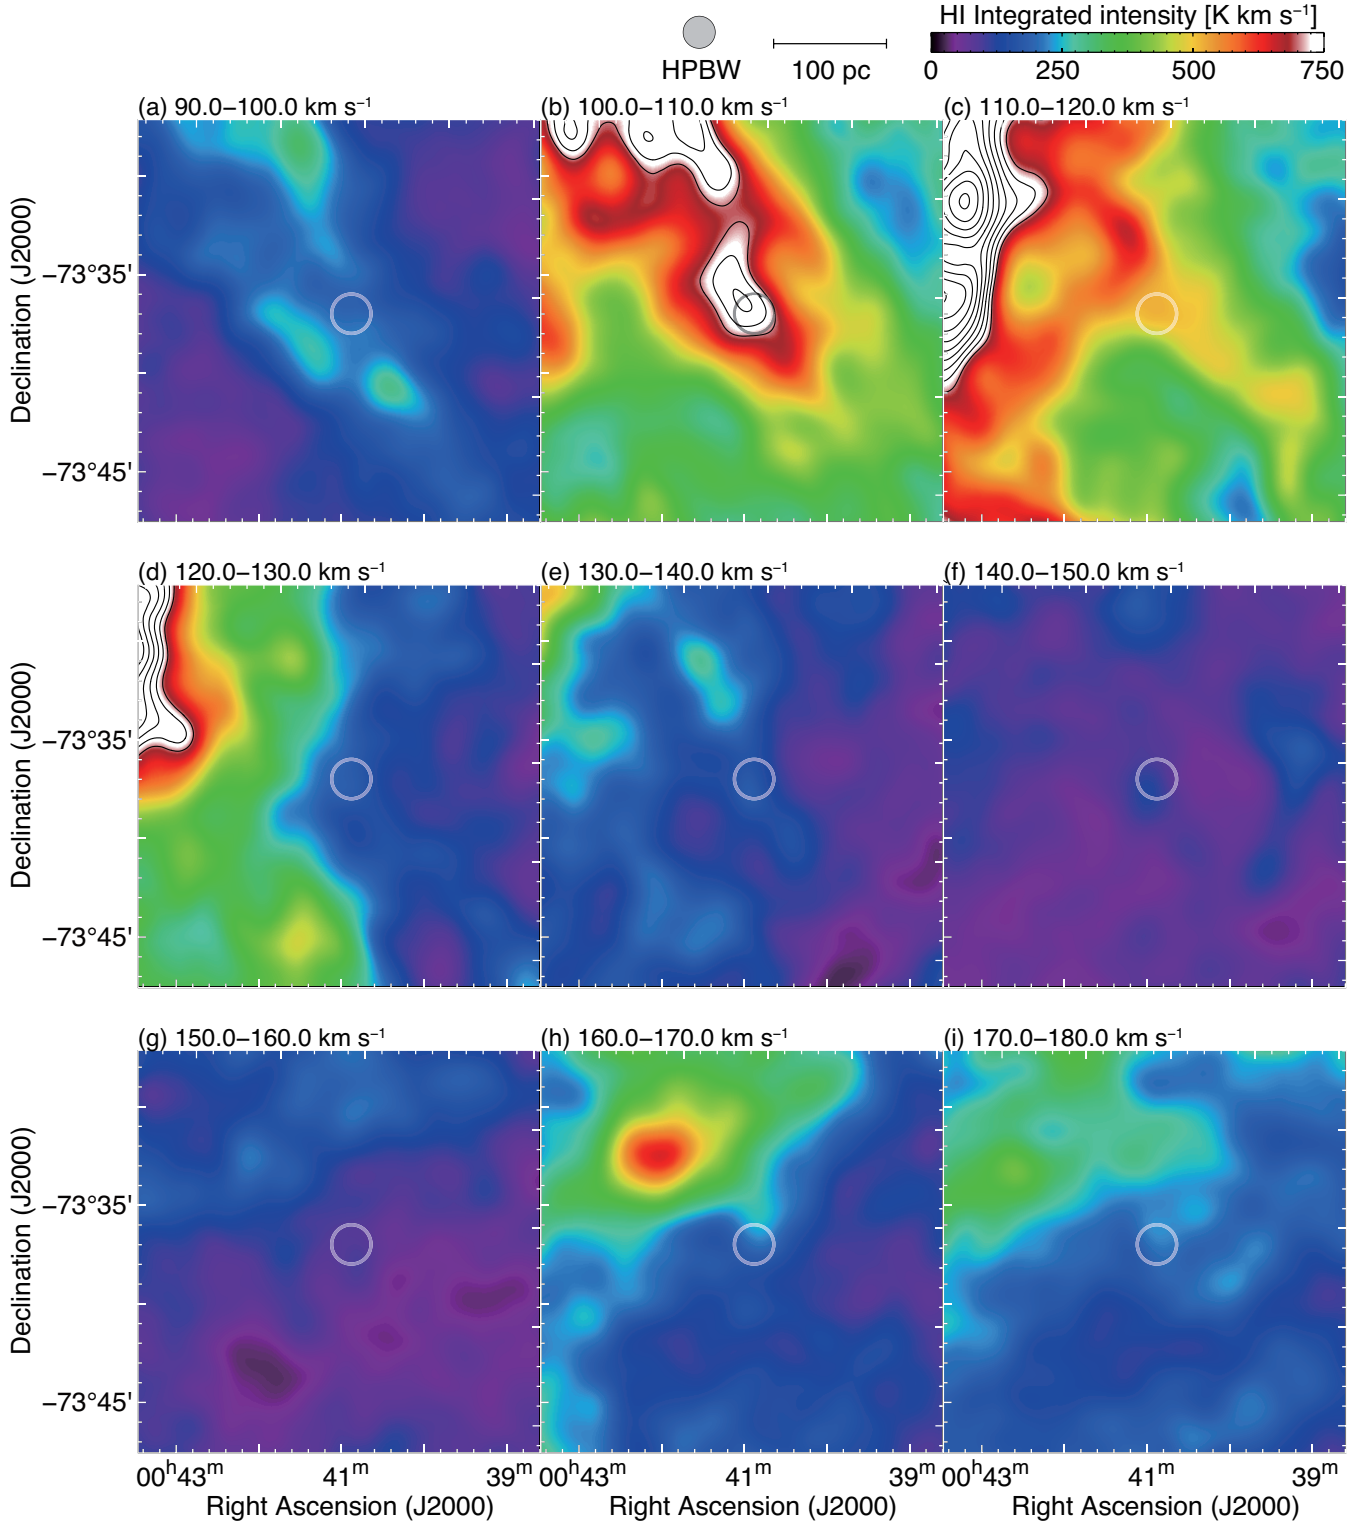 HI Integrated intensity [K km s⁻¹]
HPBW 100 pc 0 250 500 750
(a) 90.0−100.0 km s⁻¹ (b) 100.0−110.0 km s⁻¹ (c) 110.0−120.0 km s⁻¹
Declination (J2000)
−73°35'
−73°45'
(d) 120.0−130.0 km s⁻¹ (e) 130.0−140.0 km s⁻¹ (f) 140.0−150.0 km s⁻¹
Declination (J2000)
−73°35'
−73°45'
(g) 150.0−160.0 km s⁻¹ (h) 160.0−170.0 km s⁻¹ (i) 170.0−180.0 km s⁻¹
Declination (J2000)
−73°35'
−73°45'
00ʰ43ᵐ 41ᵐ 39ᵐ 00ʰ43ᵐ 41ᵐ 39ᵐ 00ʰ43ᵐ 41ᵐ 39ᵐ
Right Ascension (J2000) Right Ascension (J2000) Right Ascension (J2000)